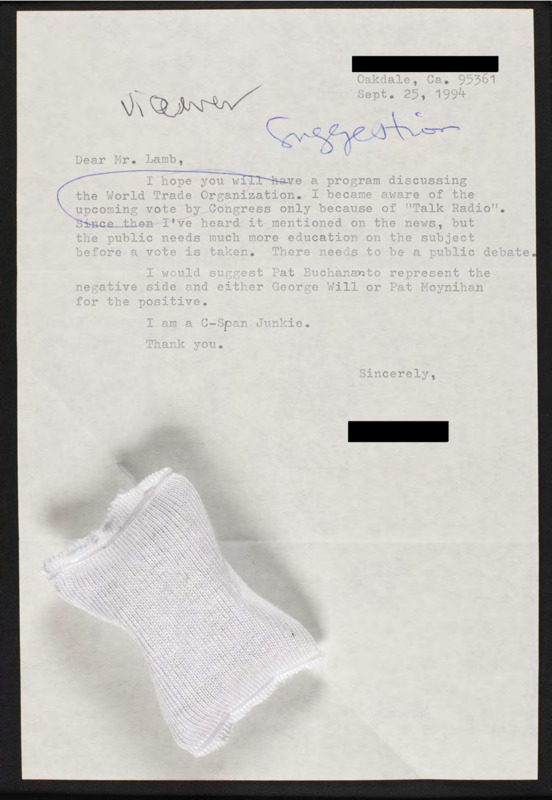 Oakdale, Ca. 95361
Sept. 25, 1994
viewer
Suggestion
Dear Mr. Lamb,
I hope you will have a program discussing
the World Trade Organization. I became aware of the
upcoming vote by Congress only because of "Talk Radio".
Since then I've heard it mentioned on the news, but
the public needs much more education on the subject
before a vote is taken. There needs to be a public debate.
I would suggest Pat Buchananto represent the
negative side and either George Will or Pat Moynihan
for the positive.
I am a C-Span Junkie.
Thank you.
Sincerely,